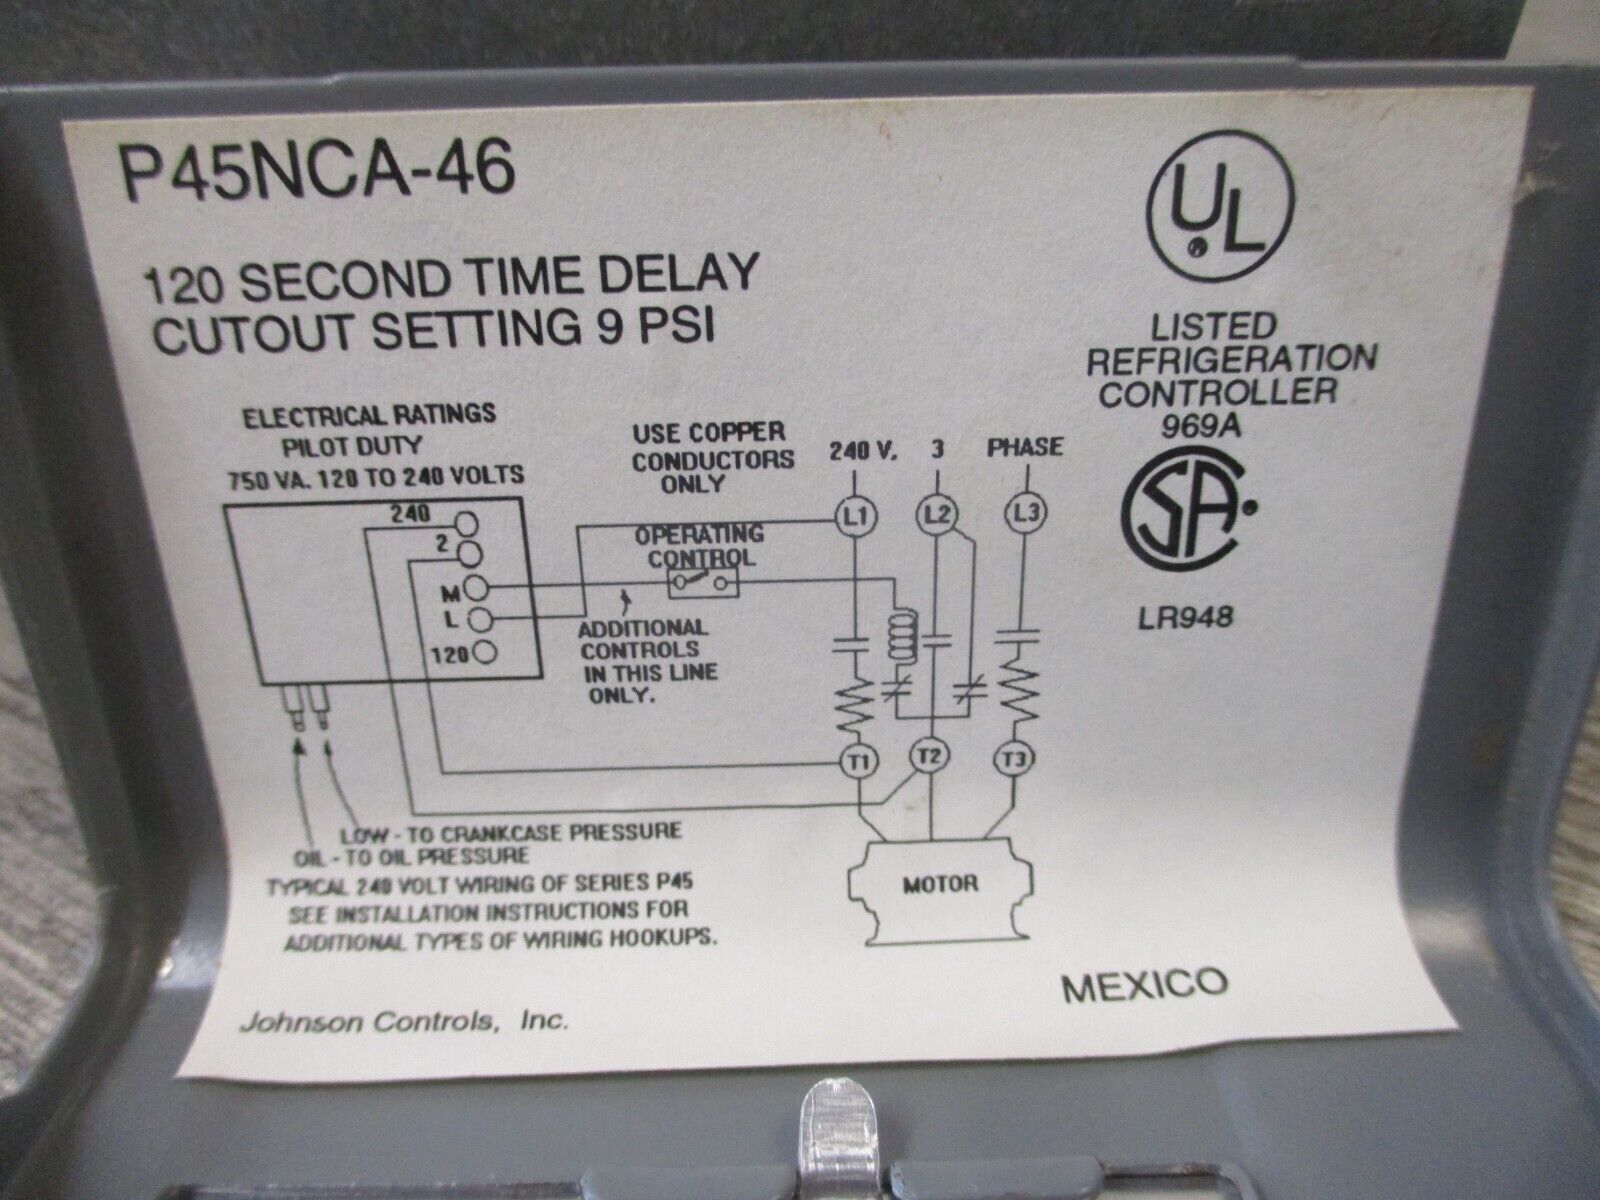 P45NCA-46
120 SECOND TIME DELAY
CUTOUT SETTING 9 PSI
UL
®
LISTED
REFRIGERATION
CONTROLLER
969A
SA
LR948
ELECTRICAL RATINGS
PILOT DUTY
750 VA. 120 TO 240 VOLTS
USE COPPER
CONDUCTORS
ONLY
240 V. 3 PHASE
240
2
M
L
120
L1 L2 L3
OPERATING
CONTROL
ADDITIONAL
CONTROLS
IN THIS LINE
ONLY.
T1 T2 T3
LOW - TO CRANKCASE PRESSURE
OIL - TO OIL PRESSURE
MOTOR
TYPICAL 240 VOLT WIRING OF SERIES P45
SEE INSTALLATION INSTRUCTIONS FOR
ADDITIONAL TYPES OF WIRING HOOKUPS.
Johnson Controls, Inc.
MEXICO